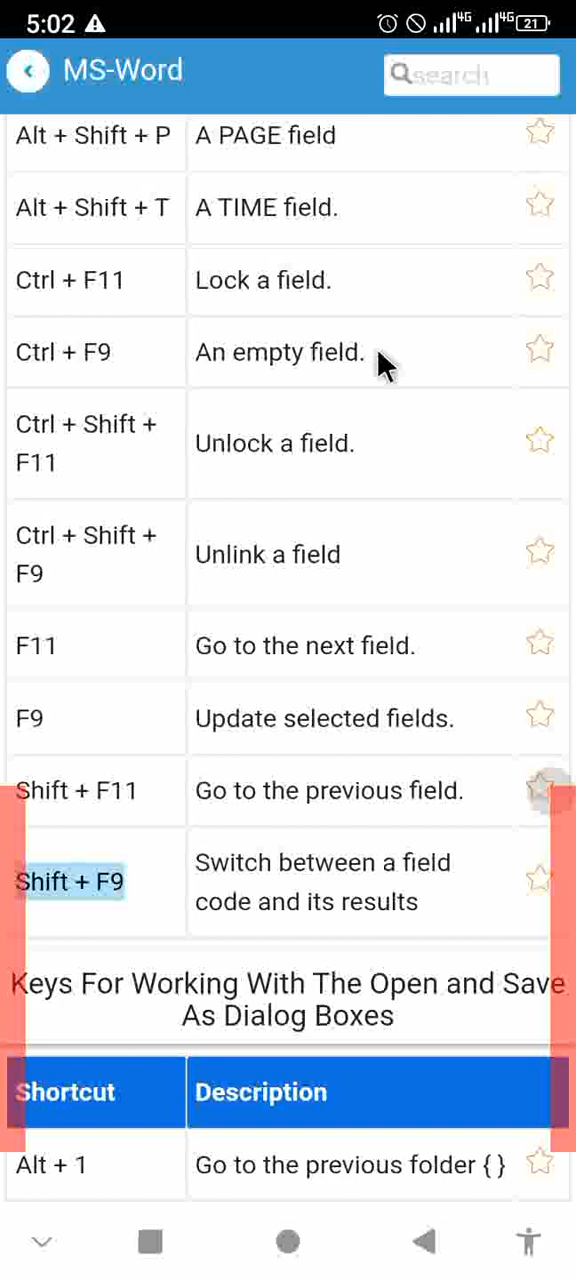 5:02
4G 4G 21
MS-Word
search
Alt + Shift + P A PAGE field
Alt + Shift + T A TIME field.
Ctrl + F11 Lock a field.
Ctrl + F9 An empty field.
Ctrl + Shift +
F11
Unlock a field.
Ctrl + Shift +
F9
Unlink a field
F11 Go to the next field.
F9 Update selected fields.
Shift + F11 Go to the previous field.
Shift + F9
Switch between a field
code and its results
Keys For Working With The Open and Save
As Dialog Boxes
Shortcut Description
Alt + 1 Go to the previous folder { }